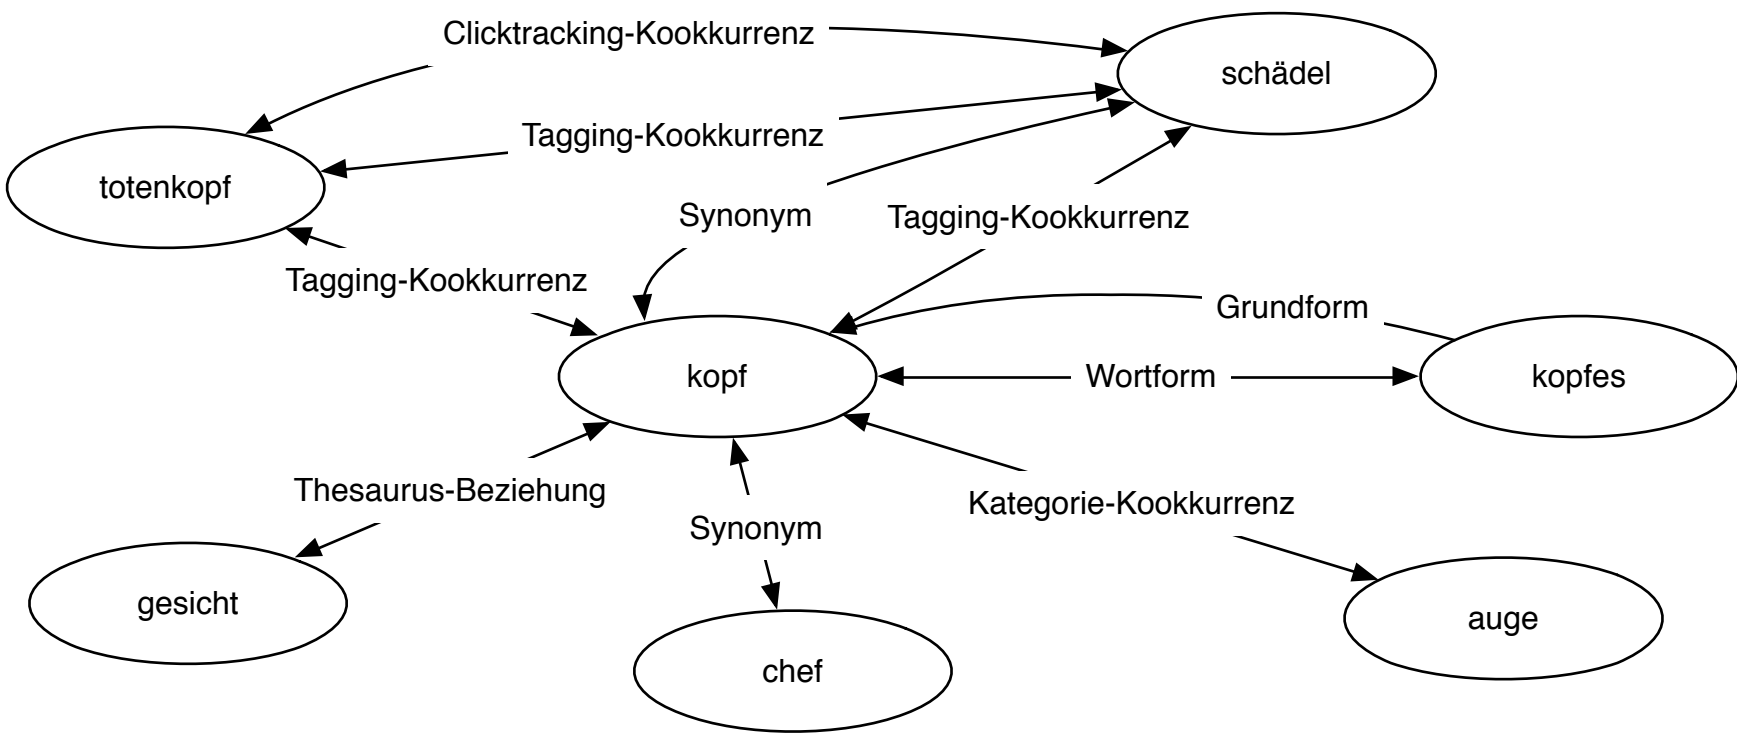 Clicktracking-Kookkurrenz
schädel
Tagging-Kookkurrenz
totenkopf
Synonym
Tagging-Kookkurrenz
Tagging-Kookkurrenz
Grundform
kopf
Wortform
kopfes
Thesaurus-Beziehung
Kategorie-Kookkurrenz
Synonym
gesicht
auge
chef